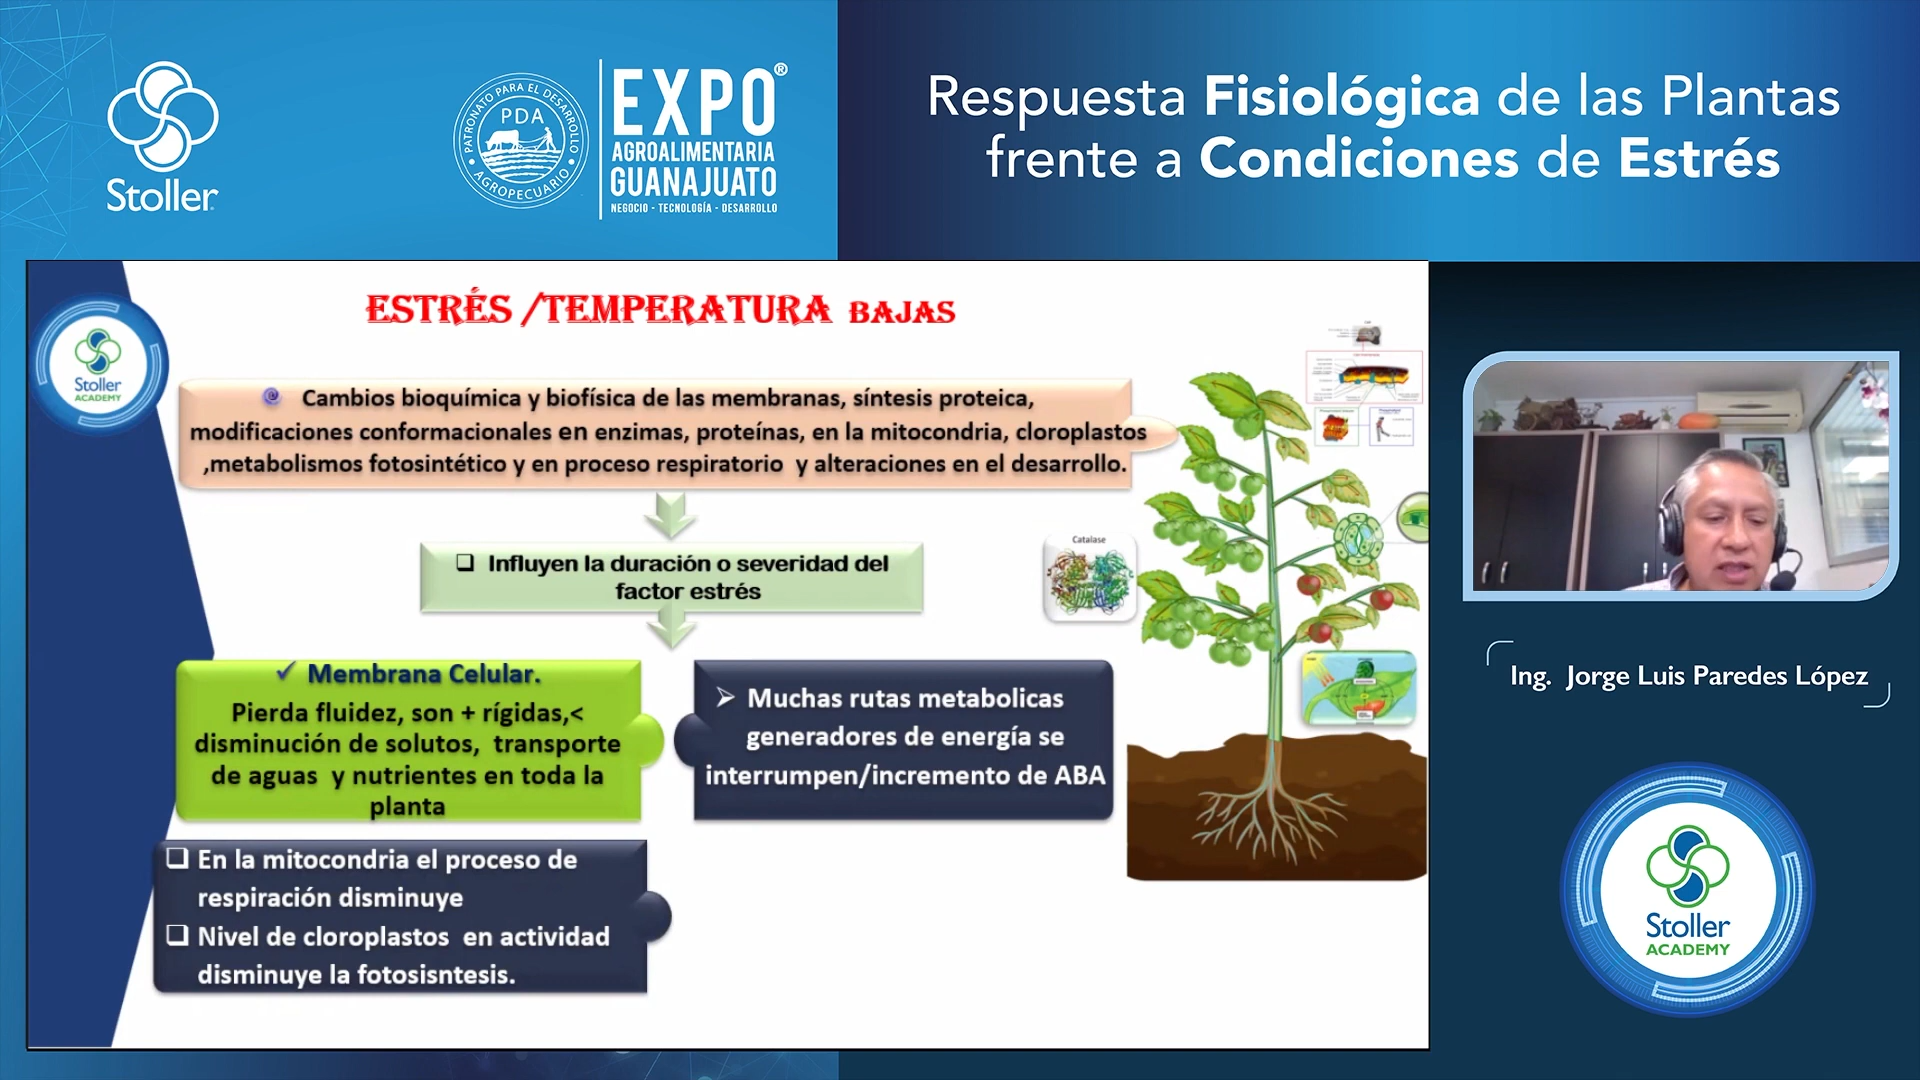 Stoller
PATRONATO PARA EL DESARROLLO
PDA
AGROPECUARIO
EXPO®
AGROALIMENTARIA
GUANAJUATO
NEGOCIO - TECNOLOGÍA - DESARROLLO
Respuesta Fisiológica de las Plantas
frente a Condiciones de Estrés
Stoller
ACADEMY
ESTRÉS /TEMPERATURA BAJAS
Cambios bioquímica y biofísica de las membranas, síntesis proteica,
modificaciones conformacionales en enzimas, proteínas, en la mitocondria, cloroplastos
,metabolismos fotosintético y en proceso respiratorio y alteraciones en el desarrollo.
❑ Influyen la duración o severidad del
factor estrés
Catalase
✓ Membrana Celular.
Pierda fluidez, son + rígidas,<
disminución de solutos, transporte
de aguas y nutrientes en toda la
planta
➢ Muchas rutas metabolicas
generadores de energía se
interrumpen/incremento de ABA
❑ En la mitocondria el proceso de
respiración disminuye
❑ Nivel de cloroplastos en actividad
disminuye la fotosisntesis.
Ing. Jorge Luis Paredes López
Stoller
ACADEMY